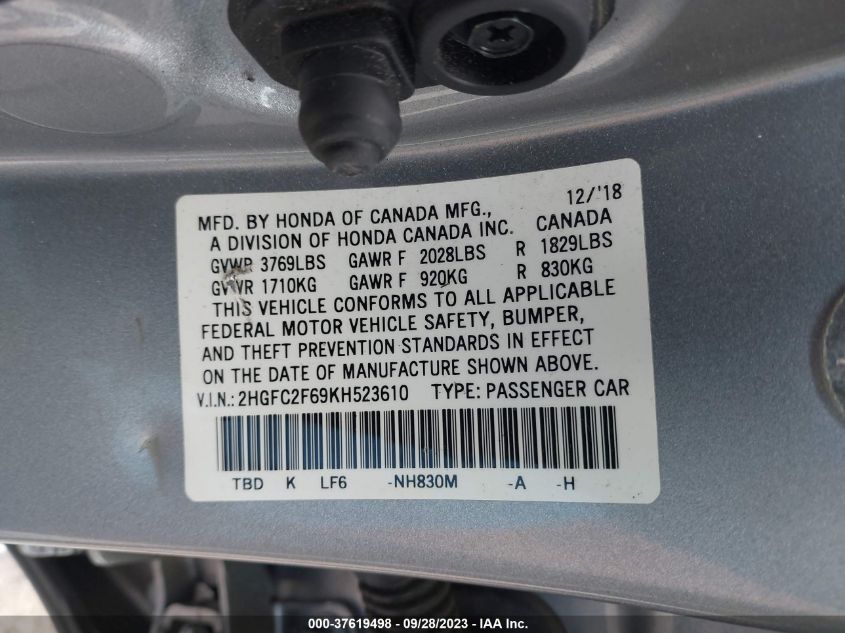 MFD. BY HONDA OF CANADA MFG., 12/'18
A DIVISION OF HONDA CANADA INC. CANADA
GVWR 3769LBS GAWR F 2028LBS R 1829LBS
GVWR 1710KG GAWR F 920KG R 830KG
THIS VEHICLE CONFORMS TO ALL APPLICABLE
FEDERAL MOTOR VEHICLE SAFETY, BUMPER,
AND THEFT PREVENTION STANDARDS IN EFFECT
ON THE DATE OF MANUFACTURE SHOWN ABOVE.
V.I.N.: 2HGFC2F69KH523610 TYPE: PASSENGER CAR
TBD K LF6 -NH830M -A -H
000-37619498 - 09/28/2023 - IAA Inc.